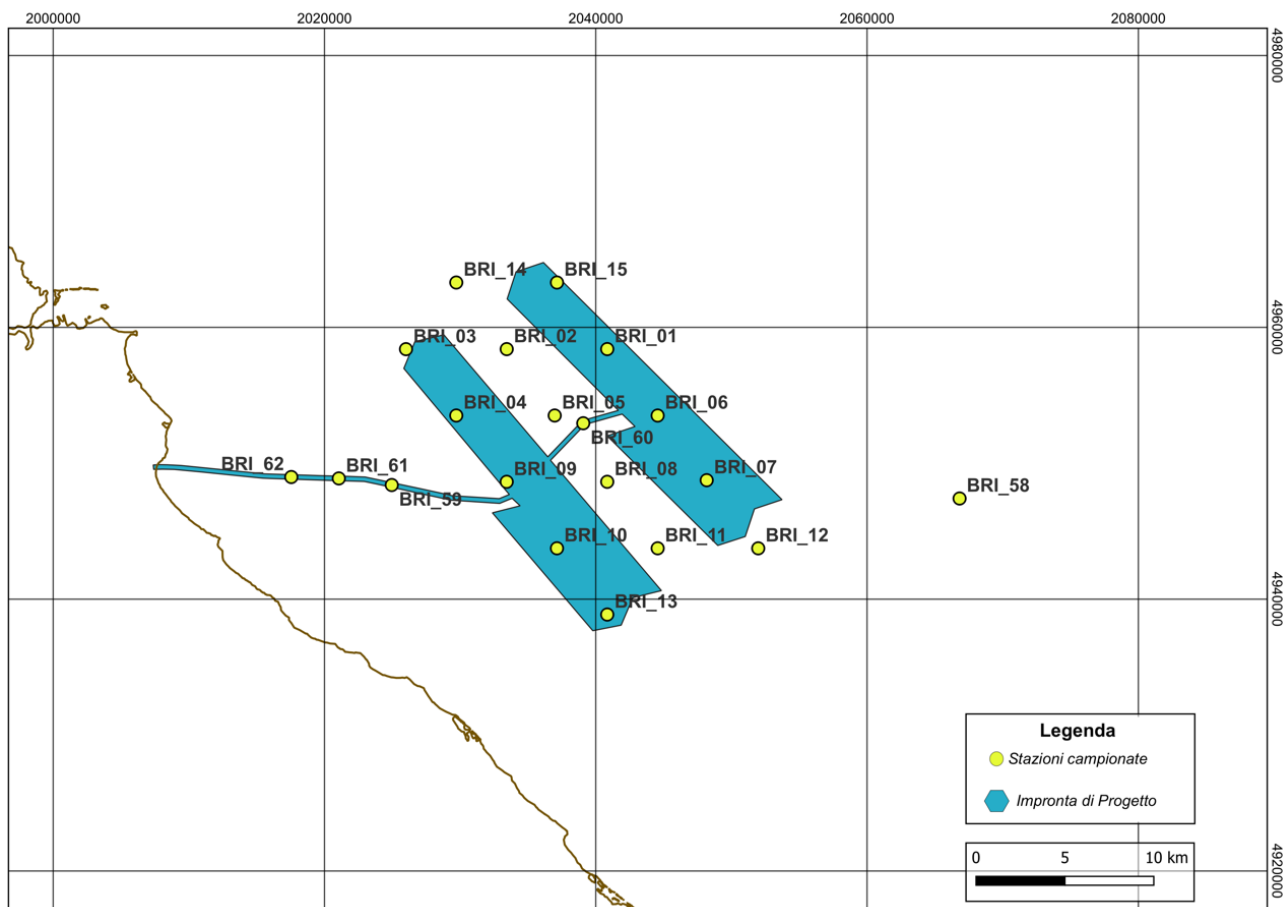 2000000 2020000 2040000 2060000 2080000
4980000
BRI_14 BRI_15
4960000
BRI_03 BRI_02 BRI_01
BRI_04 BRI_05 BRI_06
BRI_60
BRI_62 BRI_61 BRI_09 BRI_08 BRI_07
BRI_59 BRI_58
BRI_10 BRI_11 BRI_12
4940000
BRI_13
Legenda
Stazioni campionate
Impronta di Progetto
0 5 10 km
4920000